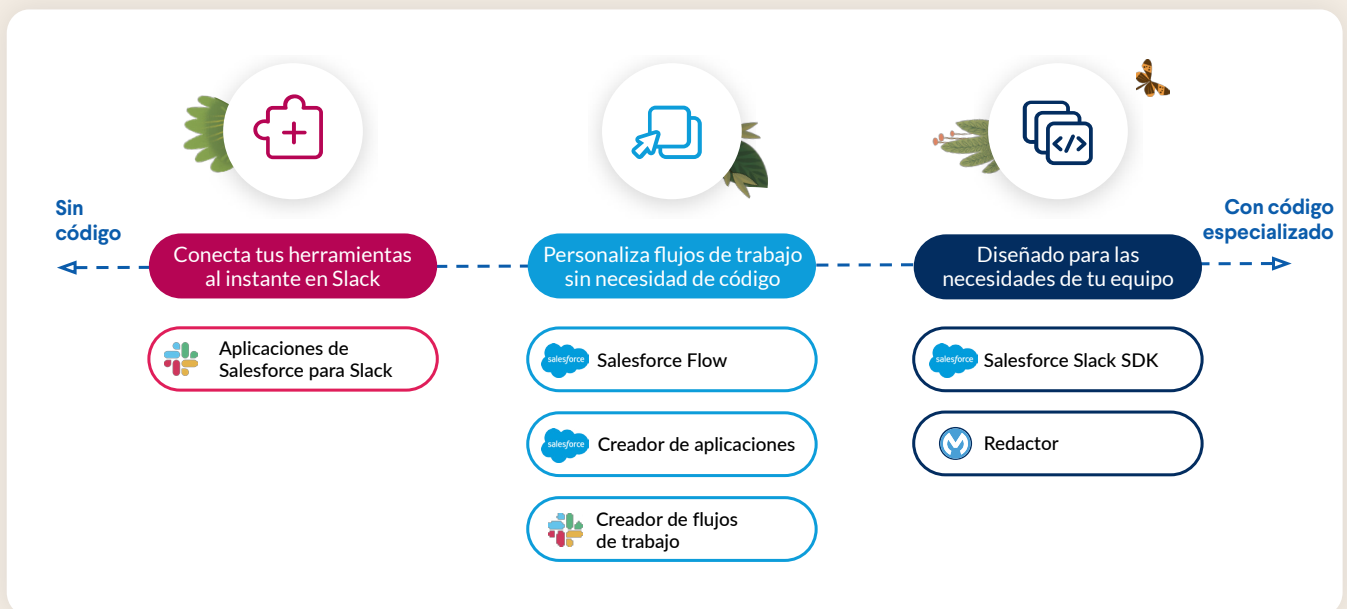 Sin
código
Con código
especializado
Conecta tus herramientas
al instante en Slack
Personaliza flujos de trabajo
sin necesidad de código
Diseñado para las
necesidades de tu equipo
Aplicaciones de
Salesforce para Slack
salesforce
Salesforce Flow
salesforce
Salesforce Slack SDK
salesforce
Creador de aplicaciones
Redactor
Creador de flujos
de trabajo